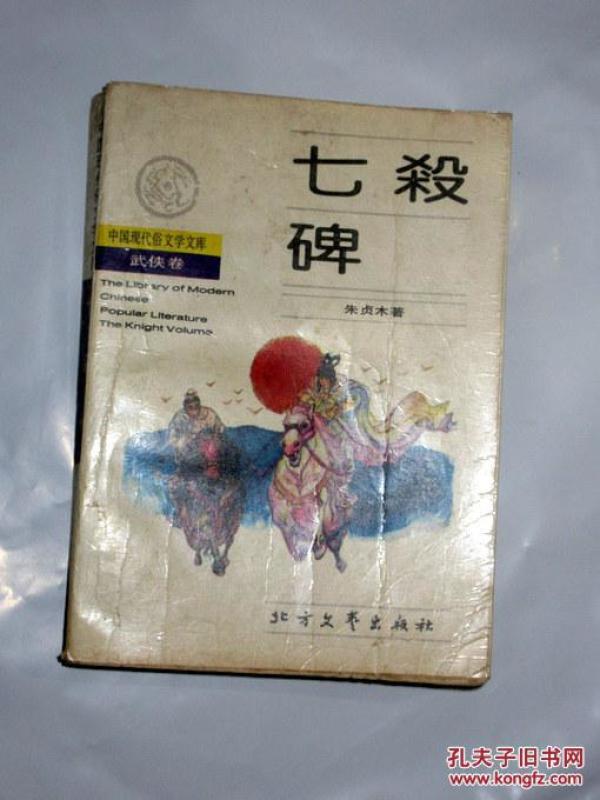 七殺
碑
朱贞木著
中国现代俗文学文库
武侠卷
The Library of Modern
Chinese
Popular Literature
The Knight Volume
北方文艺出版社
孔夫子旧书网
www.kongfz.com